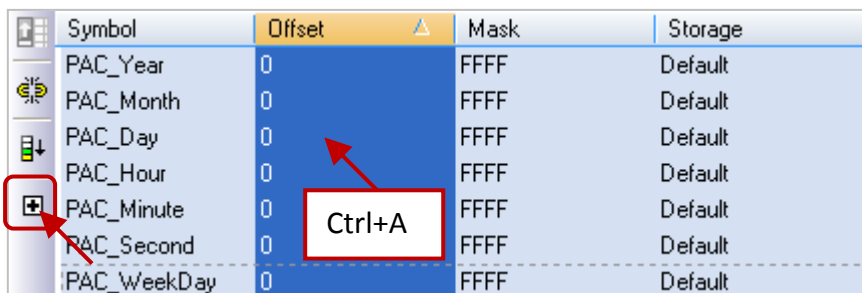 Symbol Offset Mask Storage
PAC_Year 0 FFFF Default
PAC_Month 0 FFFF Default
PAC_Day 0 FFFF Default
PAC_Hour 0 FFFF Default
PAC_Minute 0 FFFF Default
Ctrl+A
PAC_Second 0 FFFF Default
PAC_WeekDay 0 FFFF Default